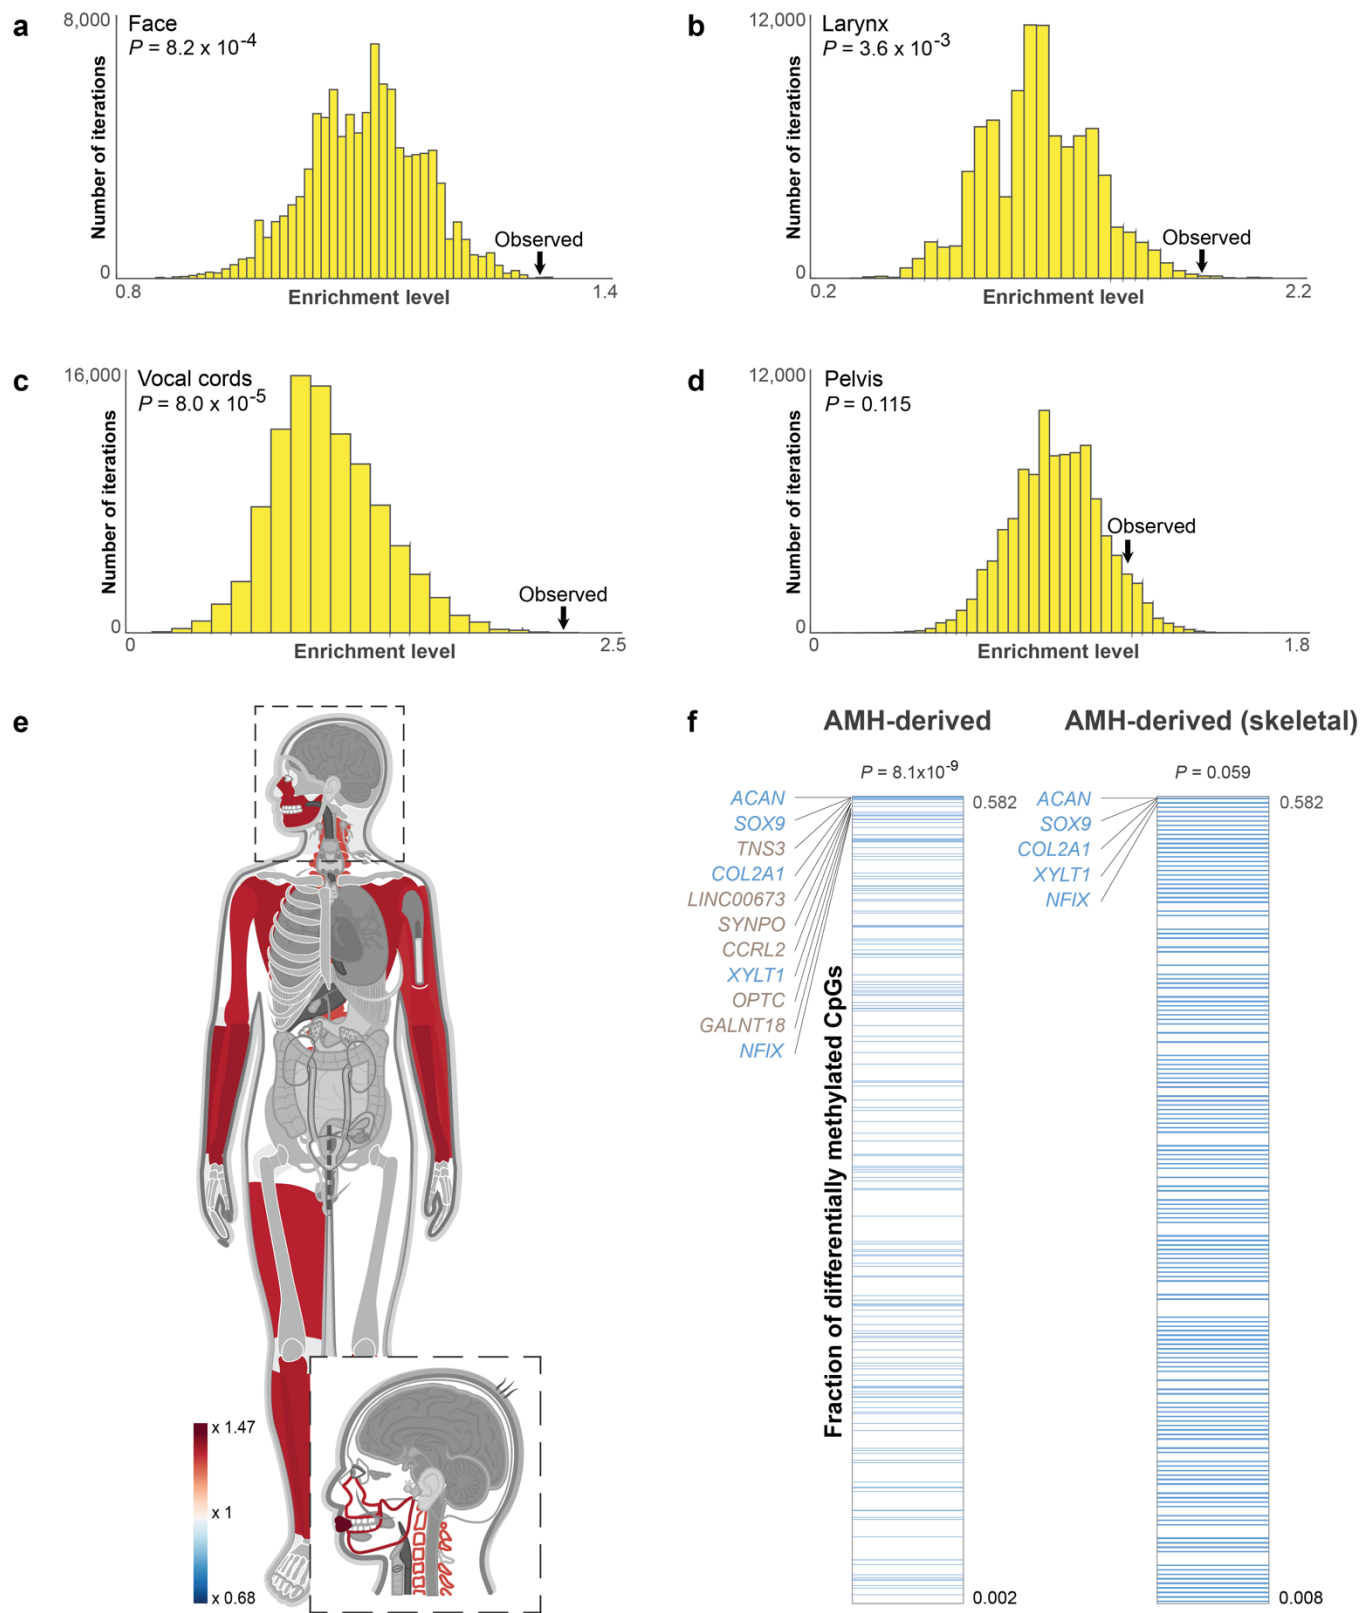 a
8,000
Face
P = 8.2 x 10-4
Number of iterations
Observed
0
0.8
Enrichment level
1.4
b
12,000
Larynx
P = 3.6 x 10-3
Number of iterations
Observed
0
0.2
Enrichment level
2.2
c
16,000
Vocal cords
P = 8.0 x 10-5
Number of iterations
Observed
0
0
Enrichment level
2.5
d
12,000
Pelvis
P = 0.115
Number of iterations
Observed
0
0
Enrichment level
1.8
e
x 1.47
x 1
x 0.68
f
AMH-derived
P = 8.1x10-9
ACAN
SOX9
TNS3
COL2A1
LINC00673
SYNPO
CCRL2
XYLT1
OPTC
GALNT18
NFIX
Fraction of differentially methylated CpGs
0.582
0.002
AMH-derived (skeletal)
P = 0.059
ACAN
SOX9
COL2A1
XYLT1
NFIX
0.582
0.008